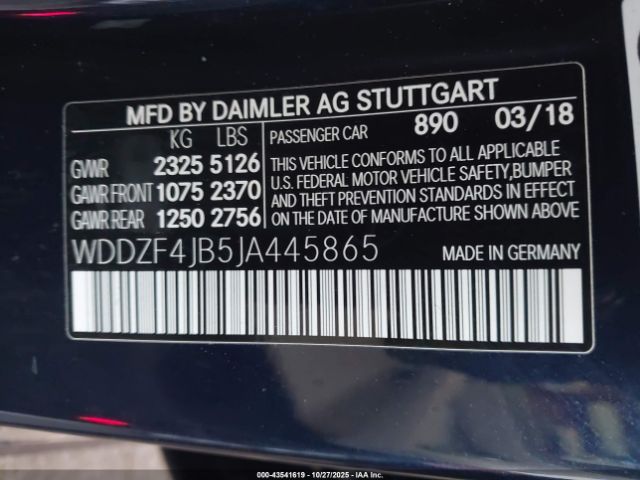 MFD BY DAIMLER AG STUTTGART
KG LBS
GVWR 2325 5126
GAWR FRONT 1075 2370
GAWR REAR 1250 2756
PASSENGER CAR 890 03/18
THIS VEHICLE CONFORMS TO ALL APPLICABLE
U.S. FEDERAL MOTOR VEHICLE SAFETY,BUMPER
AND THEFT PREVENTION STANDARDS IN EFFECT
ON THE DATE OF MANUFACTURE SHOWN ABOVE.
WDDZF4JB5JA445865 MADE IN GERMANY
000-43541619 | 10/27/2025 | IAA Inc.